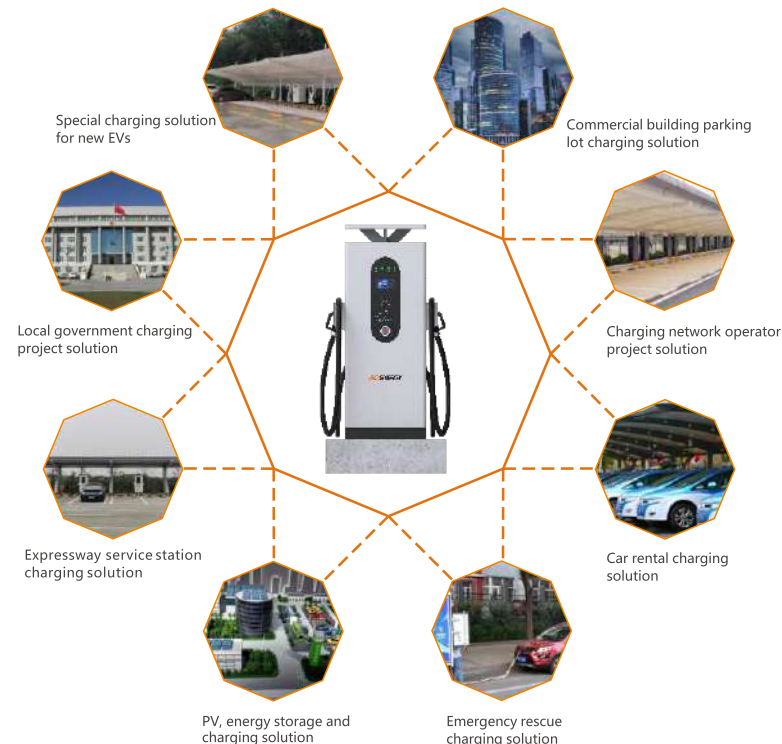 Special charging solution
for new EVs
Commercial building parking
lot charging solution
Local government charging
project solution
Charging network operator
project solution
Expressway service station
charging solution
Car rental charging
solution
PV, energy storage and
charging solution
Emergency rescue
charging solution